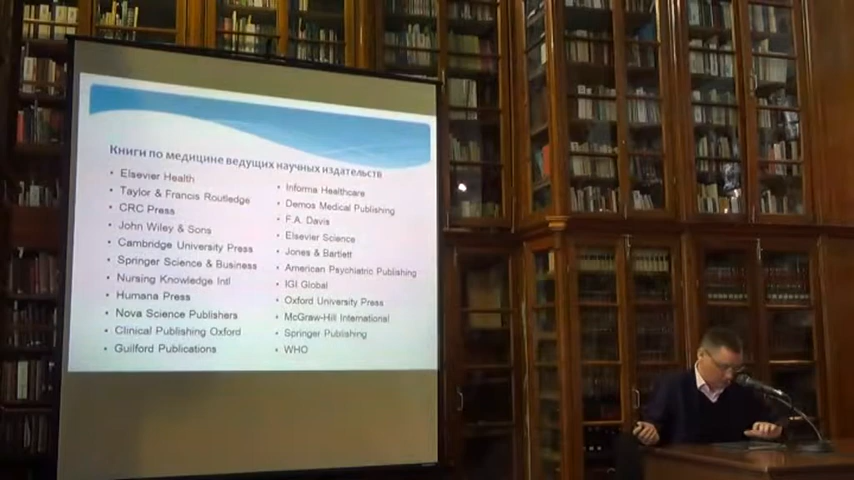 Книги по медицине ведущих научных издательств
• Elsevier Health
• Taylor & Francis Routledge
• CRC Press
• John Wiley & Sons
• Cambridge University Press
• Springer Science & Business
• Nursing Knowledge Intl
• Humana Press
• Nova Science Publishers
• Clinical Publishing Oxford
• Guilford Publications
• Informa Healthcare
• Demos Medical Publishing
• F.A. Davis
• Elsevier Science
• Jones & Bartlett
• American Psychiatric Publishing
• IGI Global
• Oxford University Press
• McGraw-Hill International
• Springer Publishing
• WHO